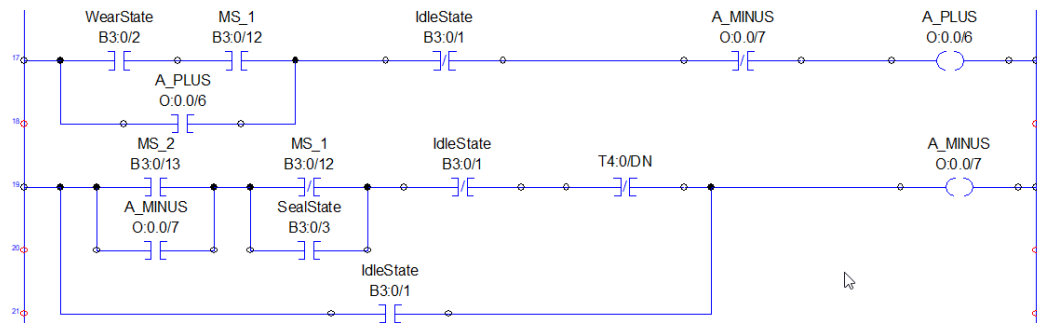 WearState MS_1 IdleState A_MINUS A_PLUS
B3:0/2 B3:0/12 B3:0/1 O:0.0/7 O:0.0/6
17
A_PLUS
O:0.0/6
18
MS_2 MS_1 IdleState A_MINUS
B3:0/13 B3:0/12 B3:0/1 T4:0/DN O:0.0/7
19
A_MINUS SealState
O:0.0/7 B3:0/3
20
IdleState
B3:0/1
21